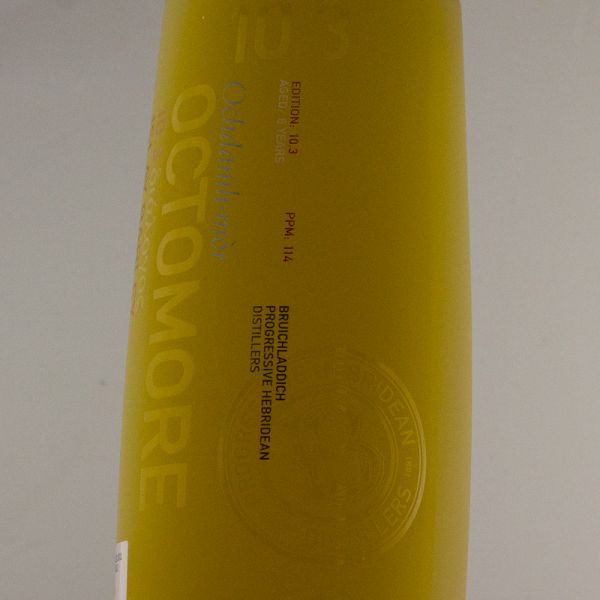 10 3
EDITION: 10.3
AGED: 6 YEARS
PPM: 114
Ochdamh-mòr
OCTOMORE
BRUICHLADDICH
PROGRESSIVE HEBRIDEAN
DISTILLERS